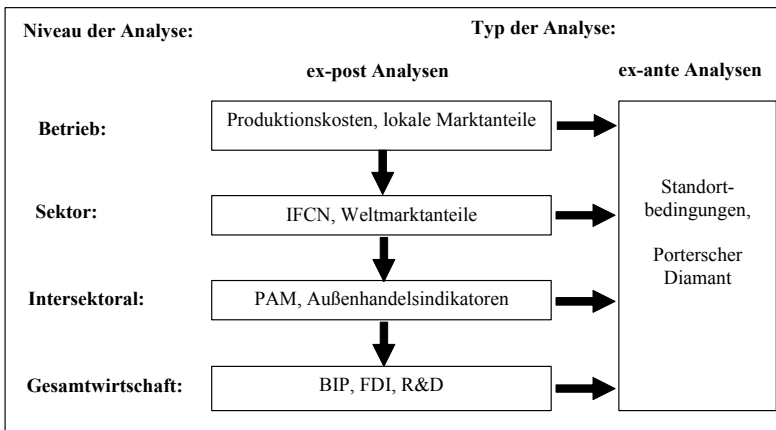 Niveau der Analyse: Typ der Analyse:
ex-post Analysen ex-ante Analysen
Betrieb: Produktionskosten, lokale Marktanteile
Sektor: IFCN, Weltmarktanteile
Standort-
bedingungen,
Porterscher
Diamant
Intersektoral: PAM, Außenhandelsindikatoren
Gesamtwirtschaft: BIP, FDI, R&D